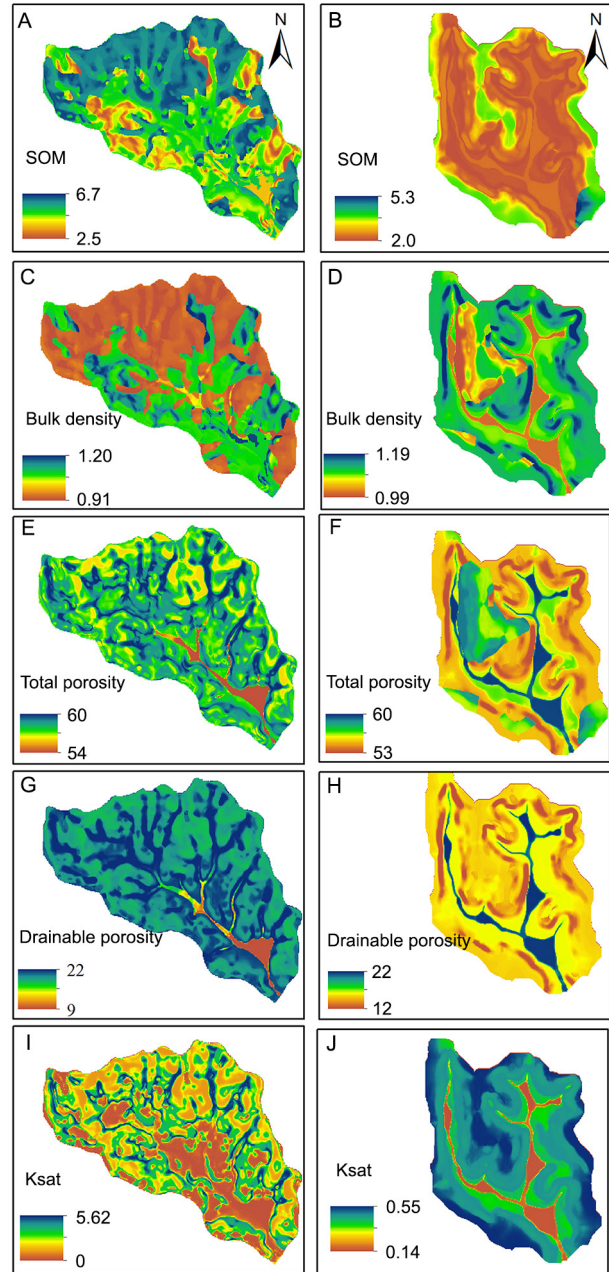 A
N
SOM
6.7
2.5
B
N
SOM
5.3
2.0
C
Bulk density
1.20
0.91
D
Bulk density
1.19
0.99
E
Total porosity
60
54
F
Total porosity
60
53
G
Drainable porosity
22
9
H
Drainable porosity
22
12
I
Ksat
5.62
0
J
Ksat
0.55
0.14